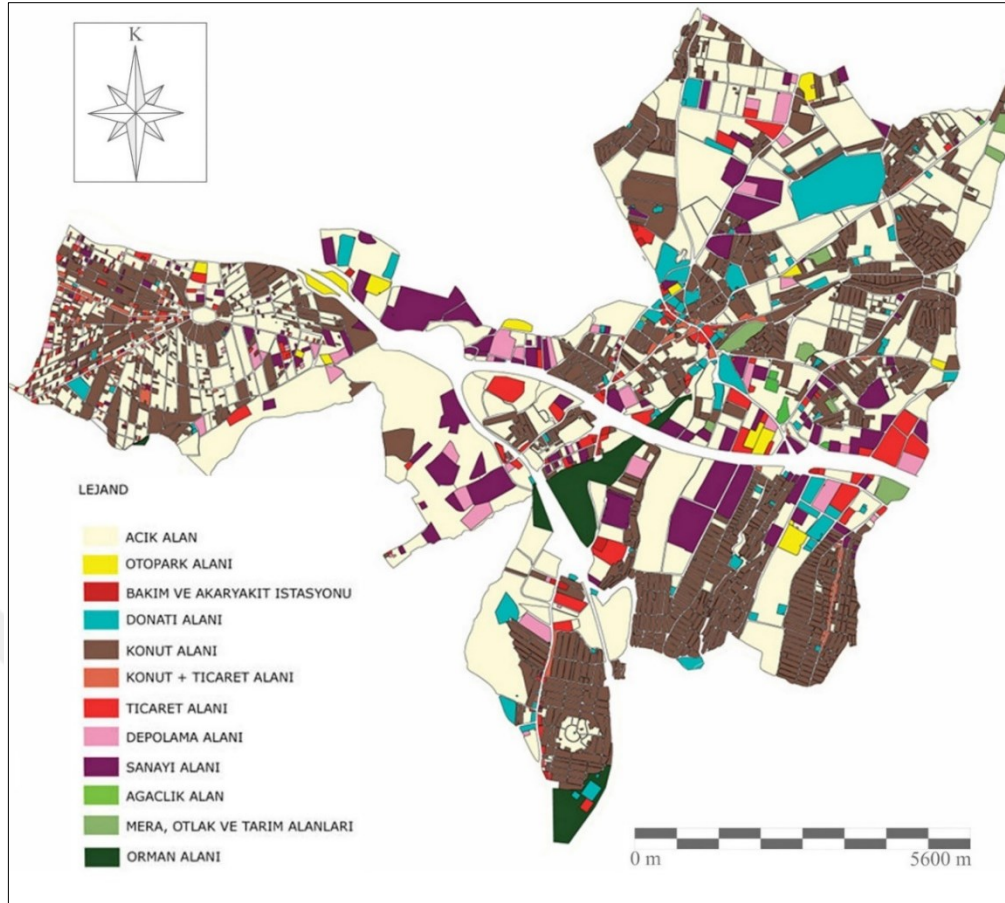 K
LEJAND
ACIK ALAN
OTOPARK ALANI
BAKIM VE AKARYAKIT ISTASYONU
DONATI ALANI
KONUT ALANI
KONUT + TICARET ALANI
TICARET ALANI
DEPOLAMA ALANI
SANAYI ALANI
AGACLIK ALAN
MERA, OTLAK VE TARIM ALANLARI
ORMAN ALANI
0 m 5600 m